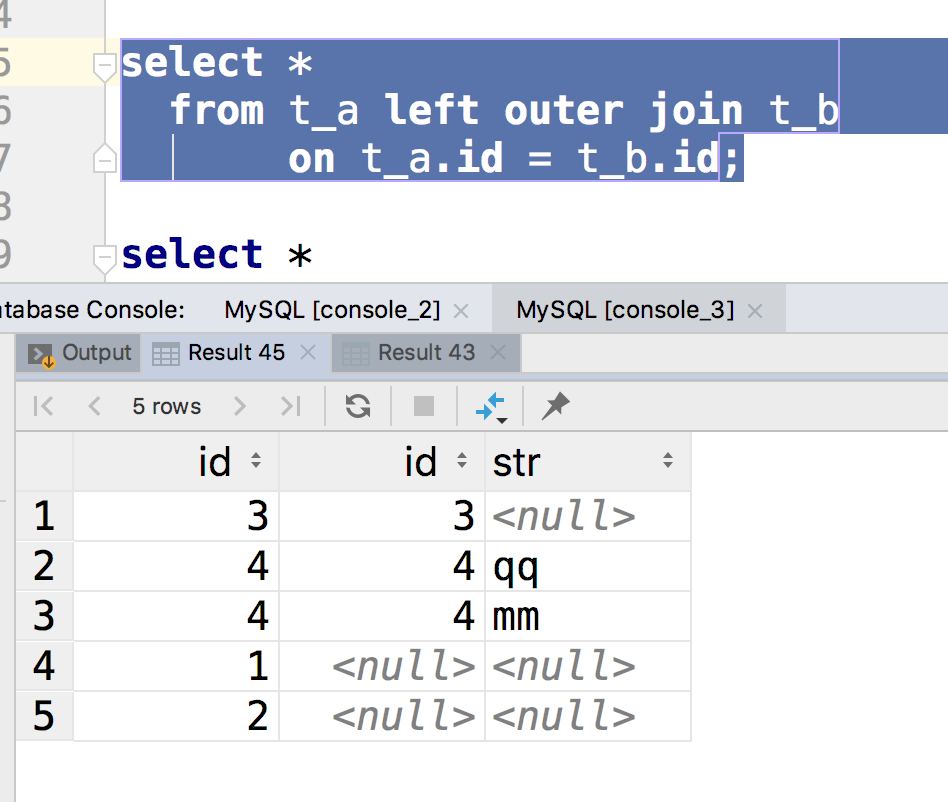 4
5 select *
6 from t_a left outer join t_b
7 on t_a.id = t_b.id;
8
9 select *
tabase Console: MySQL [console_2] MySQL [console_3]
Output Result 45 Result 43
5 rows
id id str
1 3 3 <null>
2 4 4 qq
3 4 4 mm
4 1 <null> <null>
5 2 <null> <null>